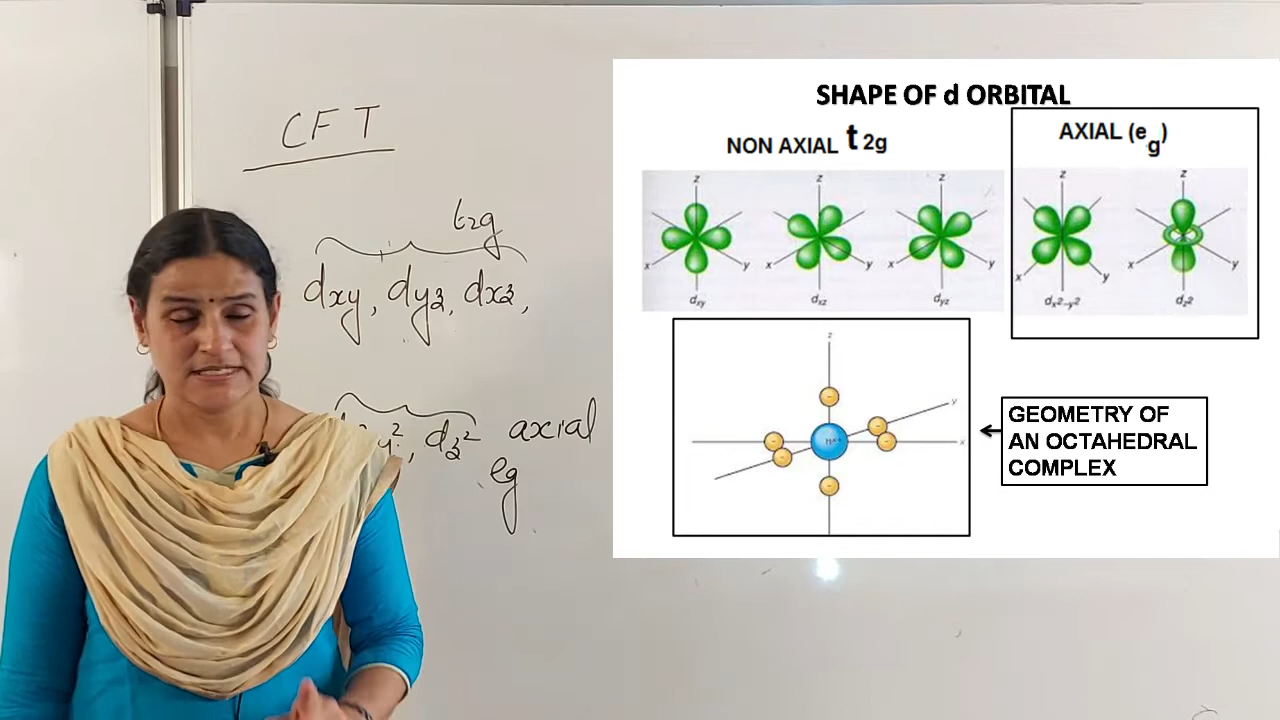 CFT
t2g
dxy, dyz, dxz,
y², dz² axial
eg
SHAPE OF d ORBITAL
NON AXIAL t2g
AXIAL (eg)
z z z z z
x y x y x y x y x y
dxy dxz dyz dx²-y² dz²
z
y
x
- - - - - -
GEOMETRY OF
AN OCTAHEDRAL
COMPLEX